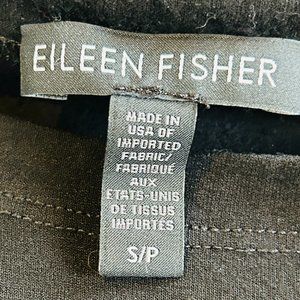 EILEEN FISHER
MADE IN
USA OF
IMPORTED
FABRIC/
FABRIQUÉ
AUX
ÉTATS-UNIS
DE TISSUS
IMPORTÉS
S/P